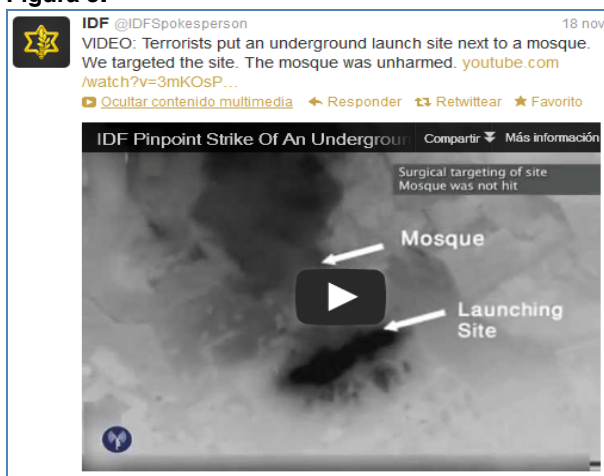 IDF @IDFSpokesperson 18 nov
VIDEO: Terrorists put an underground launch site next to a mosque.
We targeted the site. The mosque was unharmed. youtube.com
/watch?v=3mKOsP…
Ocultar contenido multimedia Responder Retwittear Favorito
IDF Pinpoint Strike Of An Undergroun Compartir Más información
Surgical targeting of site
Mosque was not hit
Mosque
Launching
Site